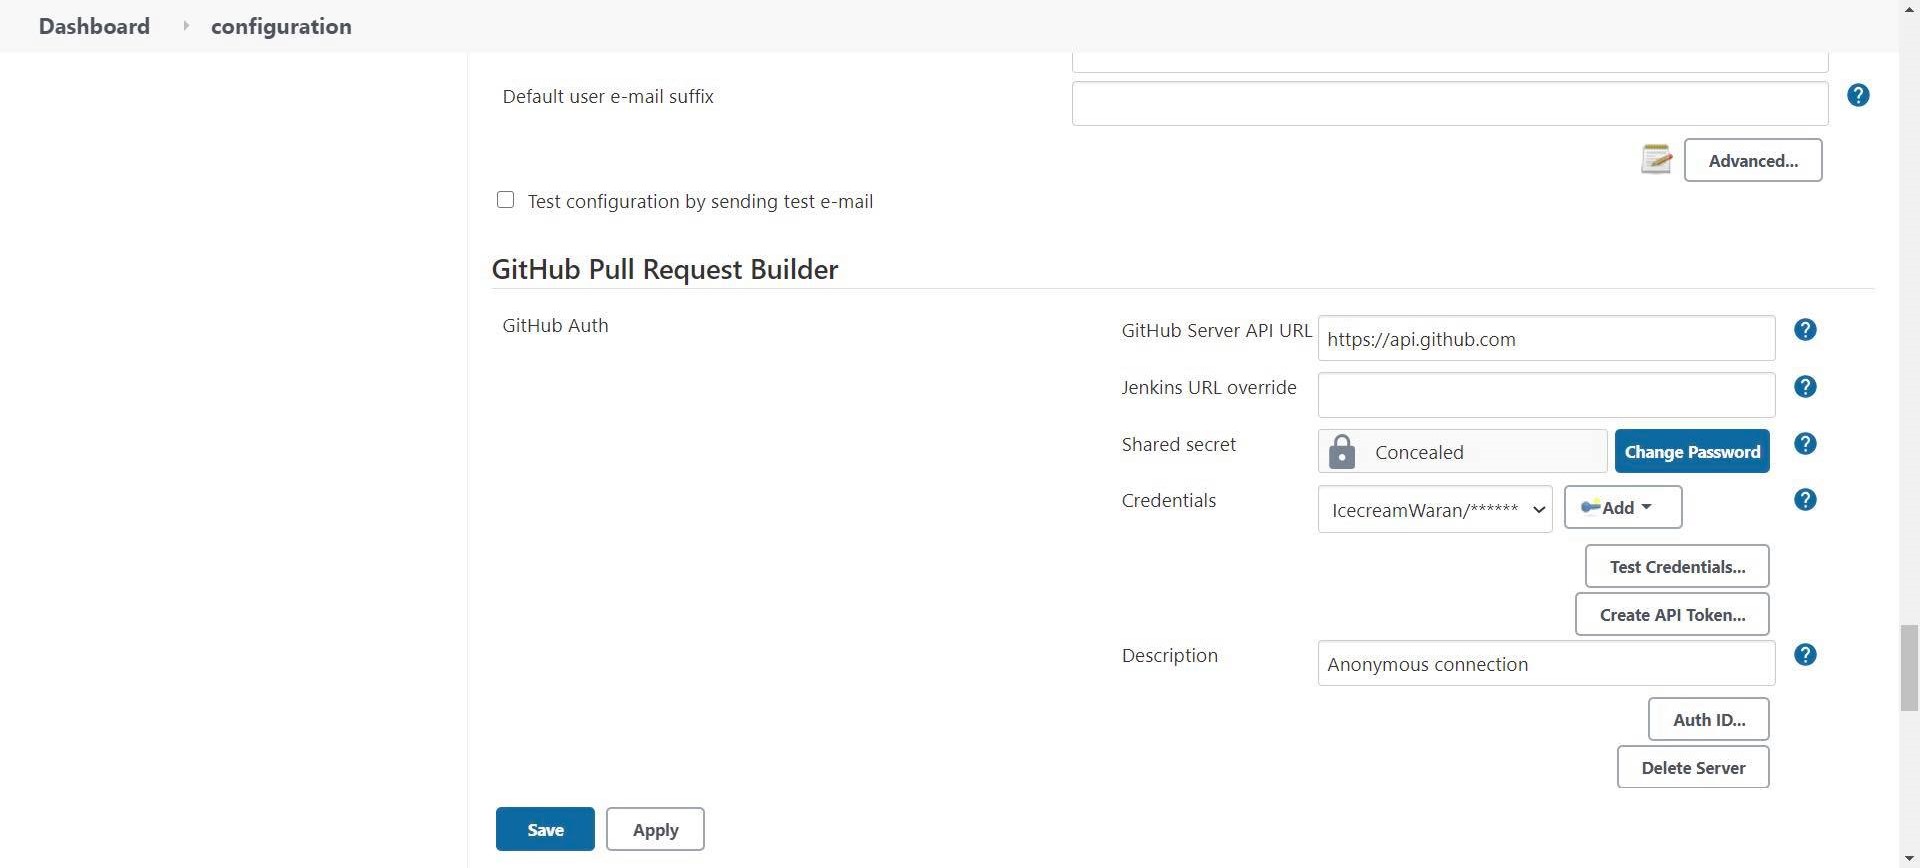 Dashboard configuration
Default user e-mail suffix
?
Advanced...
Test configuration by sending test e-mail
GitHub Pull Request Builder
GitHub Auth
GitHub Server API URL https://api.github.com ?
Jenkins URL override ?
Shared secret Concealed Change Password ?
Credentials IcecreamWaran/****** Add ?
Test Credentials...
Create API Token...
Description Anonymous connection ?
Auth ID...
Delete Server
Save Apply